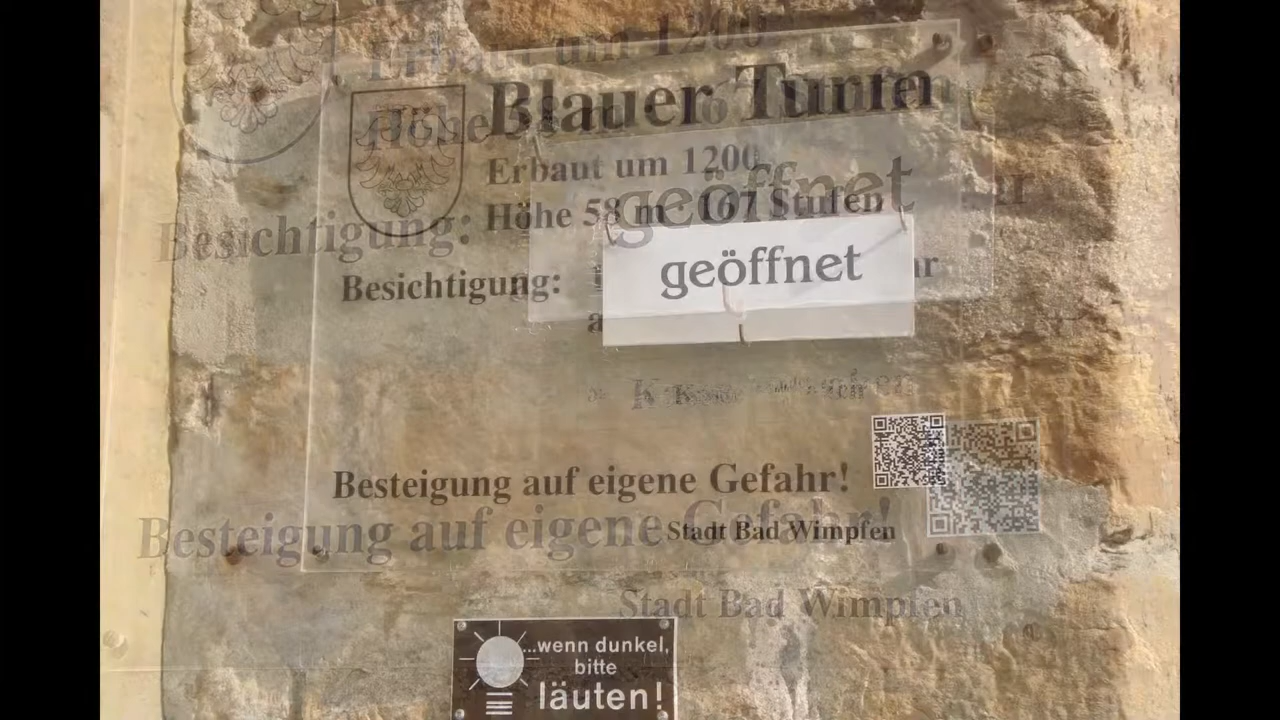 Blauer Turm
Erbaut um 1200
Höhe 58 m 167 Stufen
geöffnet
Besichtigung:
Besteigung auf eigene Gefahr!
Stadt Bad Wimpfen
...wenn dunkel,
bitte
läuten!